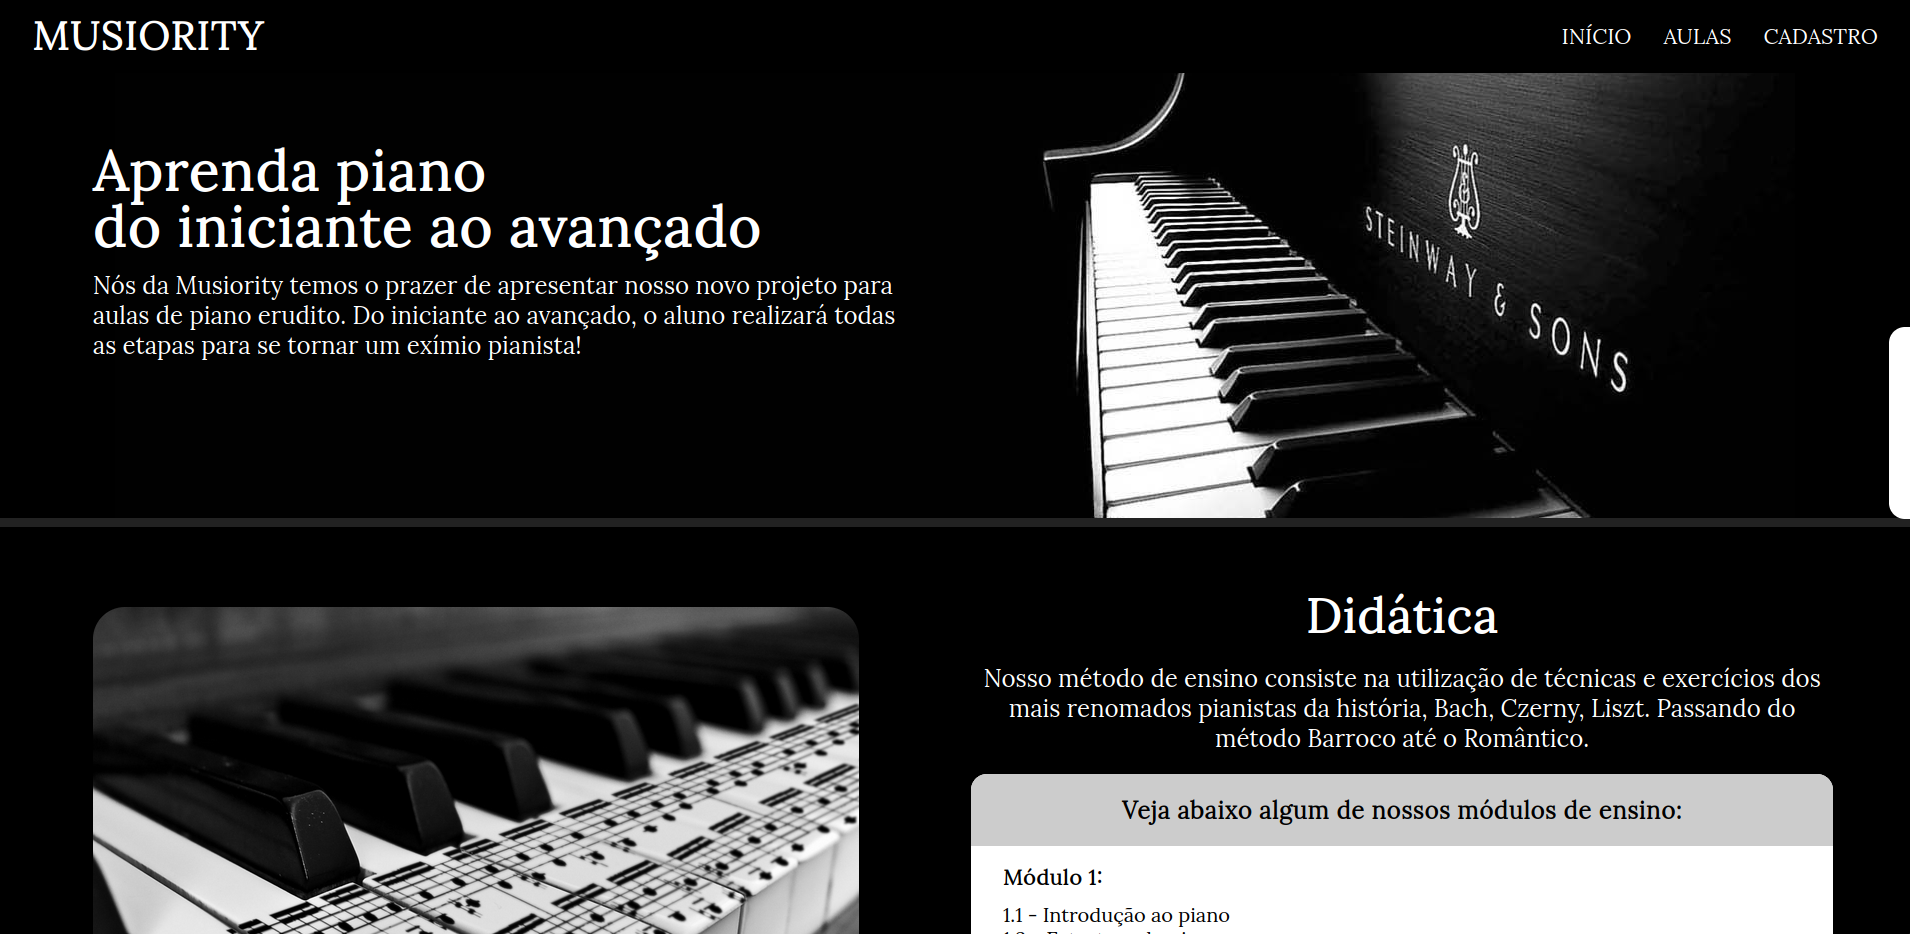 MUSIORITY
INÍCIO AULAS CADASTRO
Aprenda piano
do iniciante ao avançado
Nós da Musiority temos o prazer de apresentar nosso novo projeto para
aulas de piano erudito. Do iniciante ao avançado, o aluno realizará todas
as etapas para se tornar um exímio pianista!
STEINWAY & SONS
Didática
Nosso método de ensino consiste na utilização de técnicas e exercícios dos
mais renomados pianistas da história, Bach, Czerny, Liszt. Passando do
método Barroco até o Romântico.
Veja abaixo algum de nossos módulos de ensino:
Módulo 1:
1.1 - Introdução ao piano